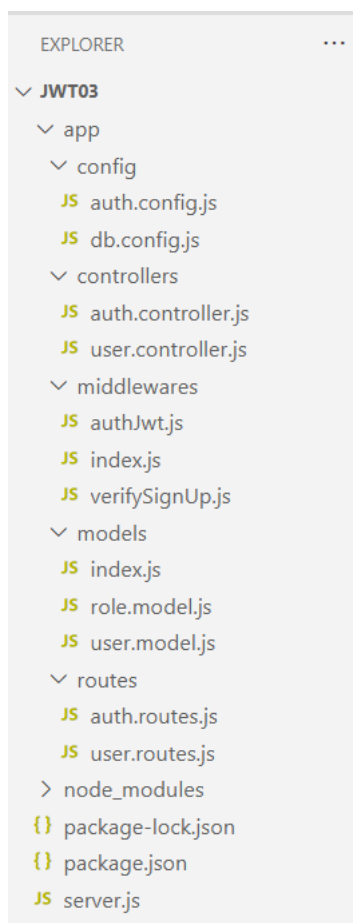 EXPLORER ...
JWT03
app
config
JS auth.config.js
JS db.config.js
controllers
JS auth.controller.js
JS user.controller.js
middlewares
JS authJwt.js
JS index.js
JS verifySignUp.js
models
JS index.js
JS role.model.js
JS user.model.js
routes
JS auth.routes.js
JS user.routes.js
node_modules
{} package-lock.json
{} package.json
JS server.js